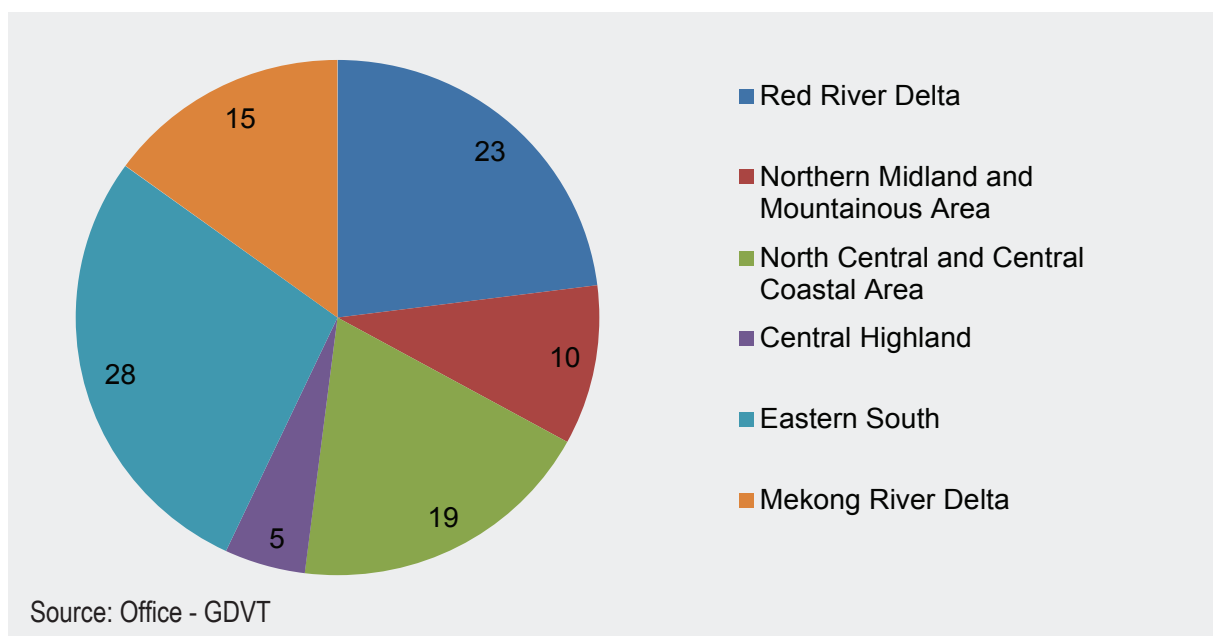 15
23
28
10
5
19
Red River Delta
Northern Midland and
Mountainous Area
North Central and Central
Coastal Area
Central Highland
Eastern South
Mekong River Delta
Source: Office - GDVT